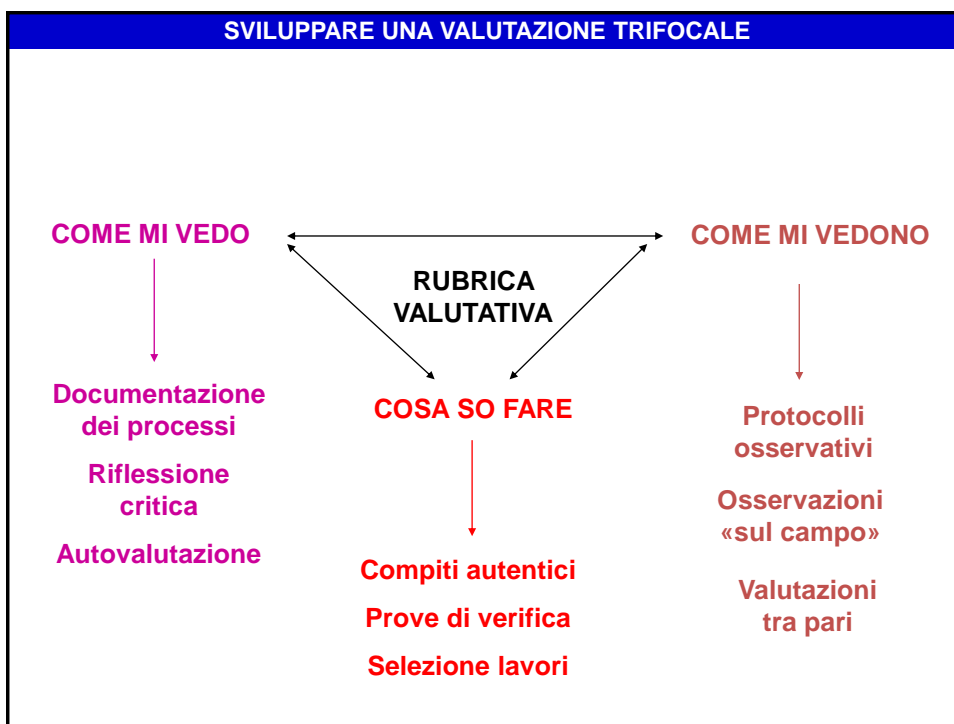 SVILUPPARE UNA VALUTAZIONE TRIFOCALE
COME MI VEDO
COME MI VEDONO
RUBRICA
VALUTATIVA
Documentazione
dei processi
Riflessione
critica
Autovalutazione
COSA SO FARE
Compiti autentici
Prove di verifica
Selezione lavori
Protocolli
osservativi
Osservazioni
«sul campo»
Valutazioni
tra pari